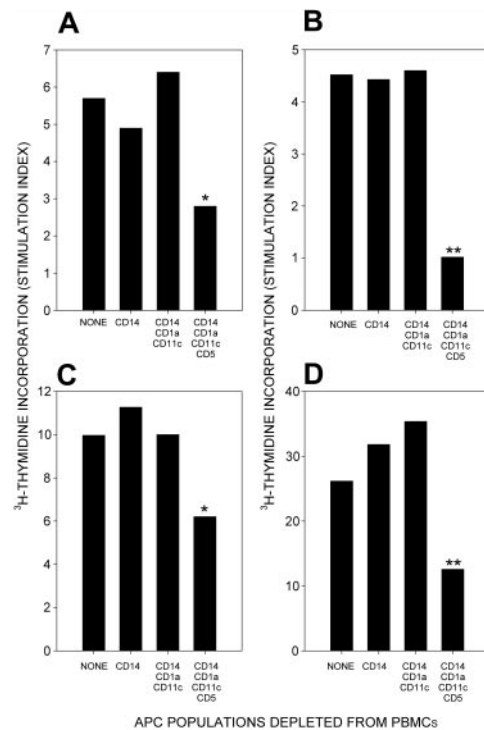 A
³H-THYMIDINE INCORPORATION (STIMULATION INDEX)
7
6
5
4
3
2
1
0
*
NONE CD14 CD14 CD14
CD1a CD1a
CD11c CD11c
CD5
B
³H-THYMIDINE INCORPORATION (STIMULATION INDEX)
5
4
3
2
1
0
**
NONE CD14 CD14 CD14
CD1a CD1a
CD11c CD11c
CD5
C
12
10
8
6
4
2
0
*
NONE CD14 CD14 CD14
CD1a CD1a
CD11c CD11c
CD5
D
40
30
20
10
0
**
NONE CD14 CD14 CD14
CD1a CD1a
CD11c CD11c
CD5
APC POPULATIONS DEPLETED FROM PBMCs